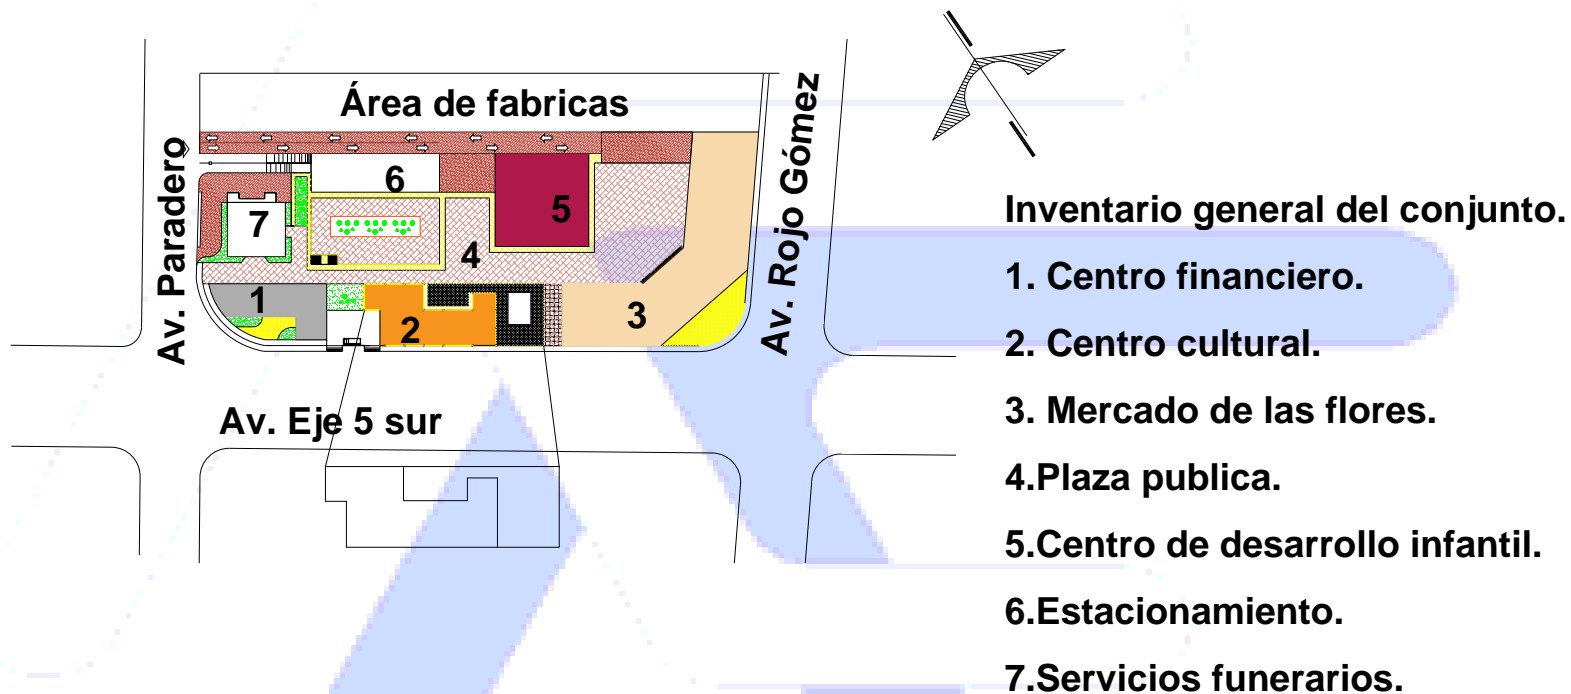 Área de fabricas
Av. Paradero
Av. Rojo Gómez
6
5
7
4
1
2
3
Av. Eje 5 sur
Inventario general del conjunto.
1. Centro financiero.
2. Centro cultural.
3. Mercado de las flores.
4.Plaza publica.
5.Centro de desarrollo infantil.
6.Estacionamiento.
7.Servicios funerarios.